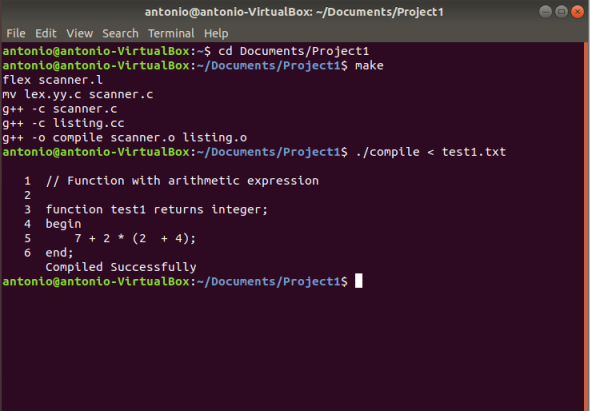 antonio@antonio-VirtualBox: ~/Documents/Project1
File Edit View Search Terminal Help
antonio@antonio-VirtualBox:~$ cd Documents/Project1
antonio@antonio-VirtualBox:~/Documents/Project1$ make
flex scanner.l
mv lex.yy.c scanner.c
g++ -c scanner.c
g++ -c listing.cc
g++ -o compile scanner.o listing.o
antonio@antonio-VirtualBox:~/Documents/Project1$ ./compile < test1.txt
1  // Function with arithmetic expression
2
3  function test1 returns integer;
4  begin
5      7 + 2 * (2  + 4);
6  end;
Compiled Successfully
antonio@antonio-VirtualBox:~/Documents/Project1$